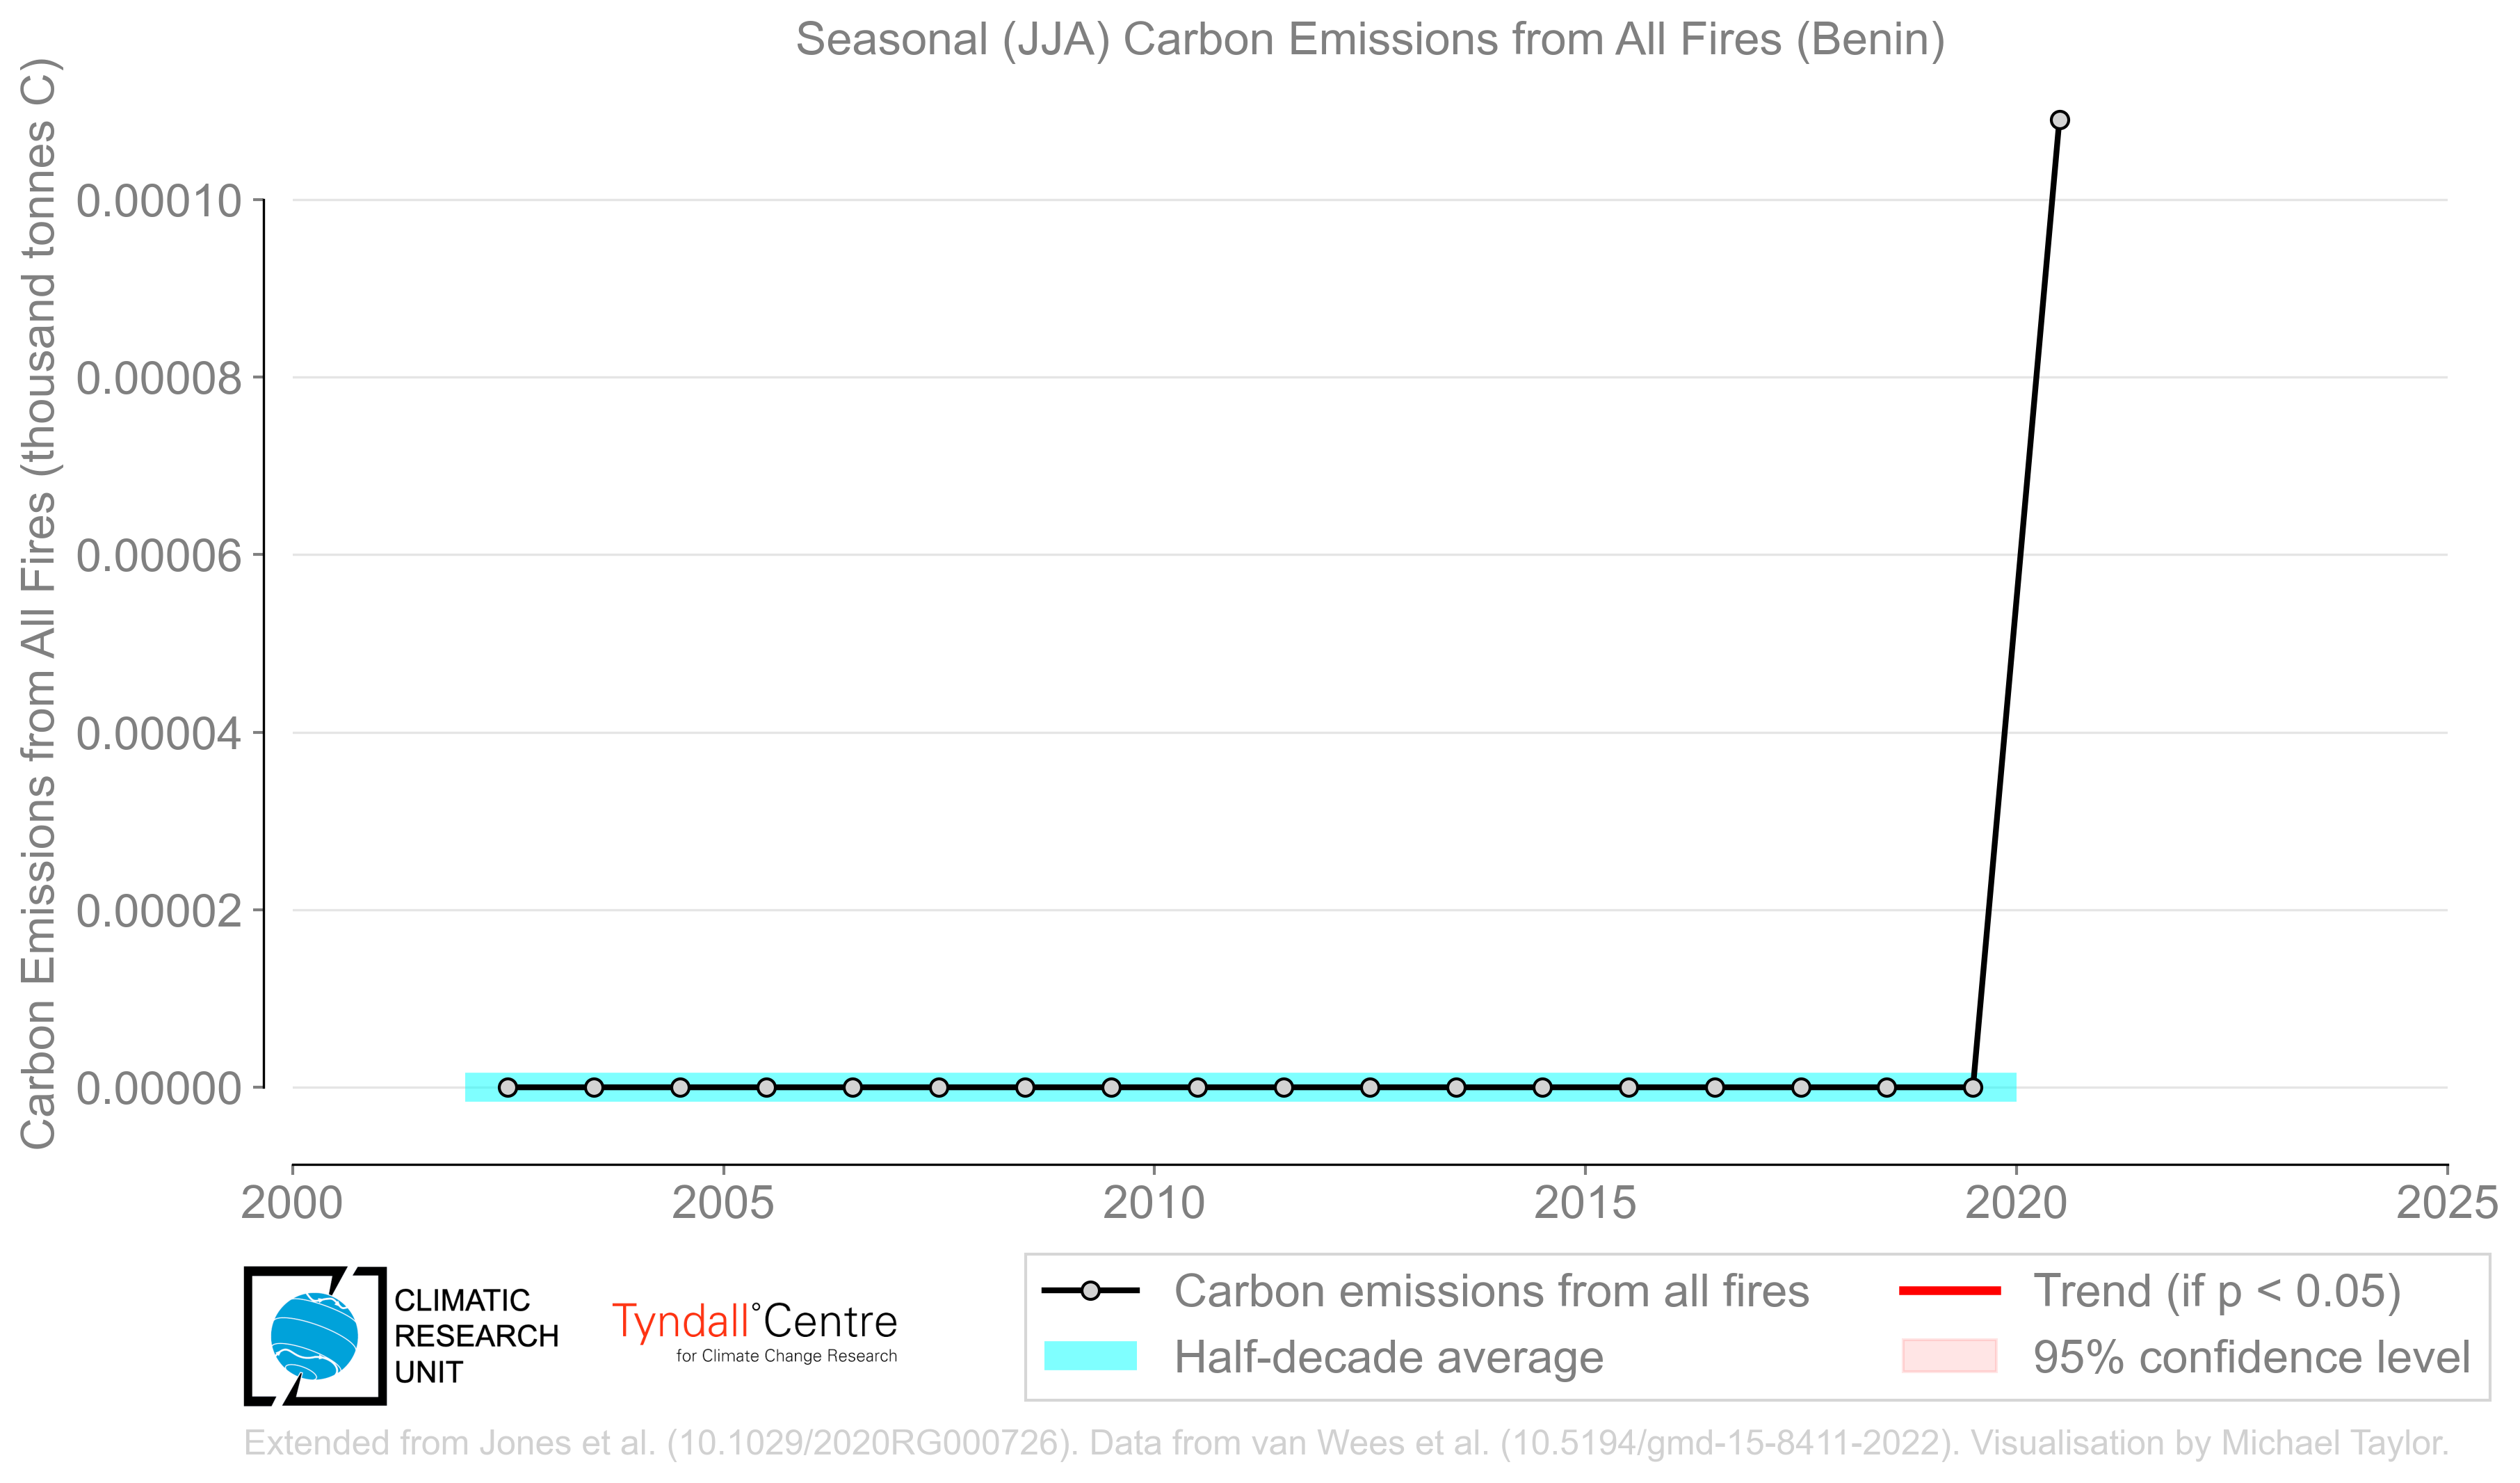 Seasonal (JJA) Carbon Emissions from All Fires (Benin)
Carbon Emissions from All Fires (thousand tonnes C)
0.00010
0.00008
0.00006
0.00004
0.00002
0.00000
2000 2005 2010 2015 2020 2025
CLIMATIC
RESEARCH
UNIT
Tyndall°Centre
for Climate Change Research
Carbon emissions from all fires
Half-decade average
Trend (if p < 0.05)
95% confidence level
Extended from Jones et al. (10.1029/2020RG000726). Data from van Wees et al. (10.5194/gmd-15-8411-2022). Visualisation by Michael Taylor.